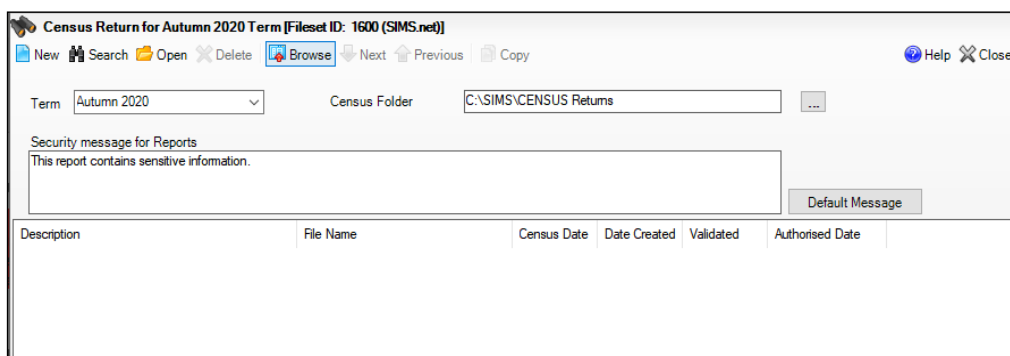 Census Return for Autumn 2020 Term [Fileset ID: 1600 (SIMS.net)]
New Search Open Delete Browse Next Previous Copy Help Close
Term Autumn 2020 Census Folder C:\SIMS\CENSUS Returns ...
Security message for Reports
This report contains sensitive information.
Default Message
Description File Name Census Date Date Created Validated Authorised Date